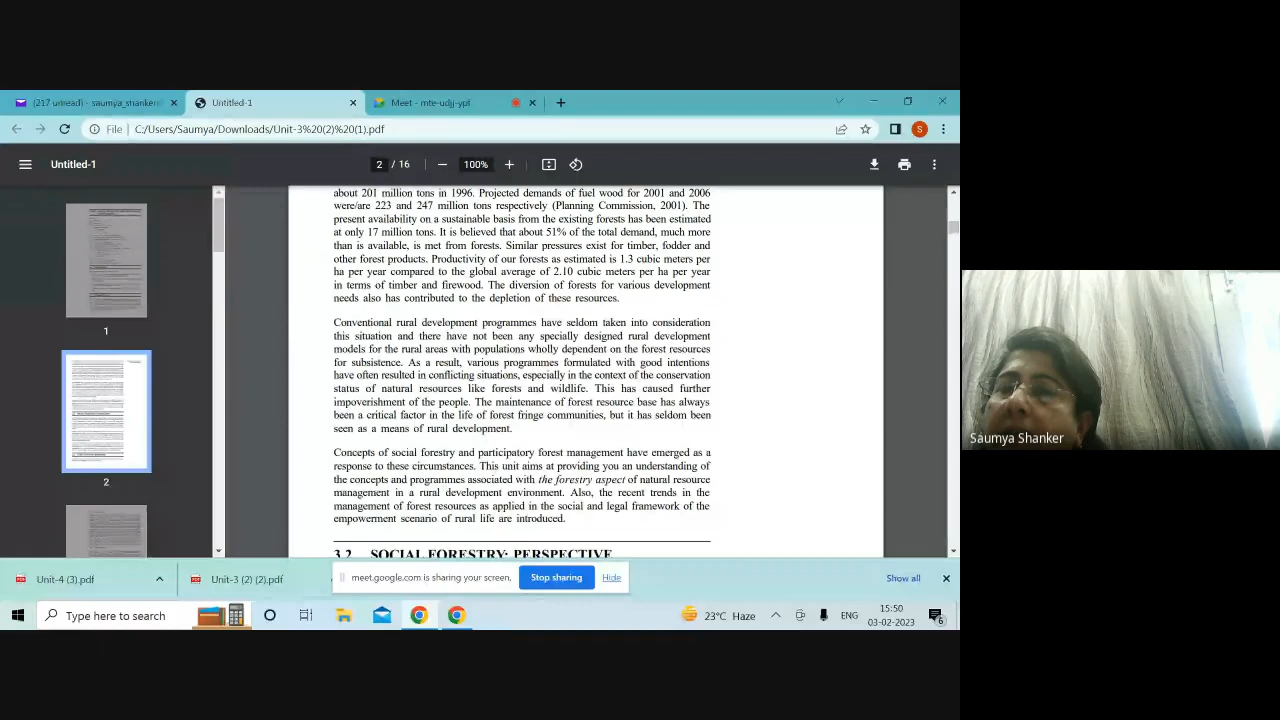 (217 unread) - saumya_shanker
Untitled-1
Meet - mte-udjj-ypf
File
C:/Users/Saumya/Downloads/Unit-3%20(2)%20(1).pdf
S
Untitled-1
2 / 16
100%
about 201 million tons in 1996. Projected demands of fuel wood for 2001 and 2006
were/are 223 and 247 million tons respectively (Planning Commission, 2001). The
present availability on a sustainable basis from the existing forests has been estimated
at only 17 million tons. It is believed that about 51% of the total demand, much more
than is available, is met from forests. Similar pressures exist for timber, fodder and
other forest products. Productivity of our forests as estimated is 1.3 cubic meters per
ha per year compared to the global average of 2.10 cubic meters per ha per year
in terms of timber and firewood. The diversion of forests for various development
needs also has contributed to the depletion of these resources.
Conventional rural development programmes have seldom taken into consideration
this situation and there have not been any specially designed rural development
models for the rural areas with populations wholly dependent on the forest resources
for subsistence. As a result, various programmes formulated with good intentions
have often resulted in conflicting situations, especially in the context of the conservation
status of natural resources like forests and wildlife. This has caused further
impoverishment of the people. The maintenance of forest resource base has always
been a critical factor in the life of forest fringe communities, but it has seldom been
seen as a means of rural development.
Concepts of social forestry and participatory forest management have emerged as a
response to these circumstances. This unit aims at providing you an understanding of
the concepts and programmes associated with the forestry aspect of natural resource
management in a rural development environment. Also, the recent trends in the
management of forest resources as applied in the social and legal framework of the
empowerment scenario of rural life are introduced.
3.2 SOCIAL FORESTRY: PERSPECTIVE
1
2
Saumya Shanker
Unit-4 (3).pdf
Unit-3 (2) (2).pdf
meet.google.com is sharing your screen.
Stop sharing
Hide
Show all
Type here to search
23°C Haze
ENG
15:50
03-02-2023
6